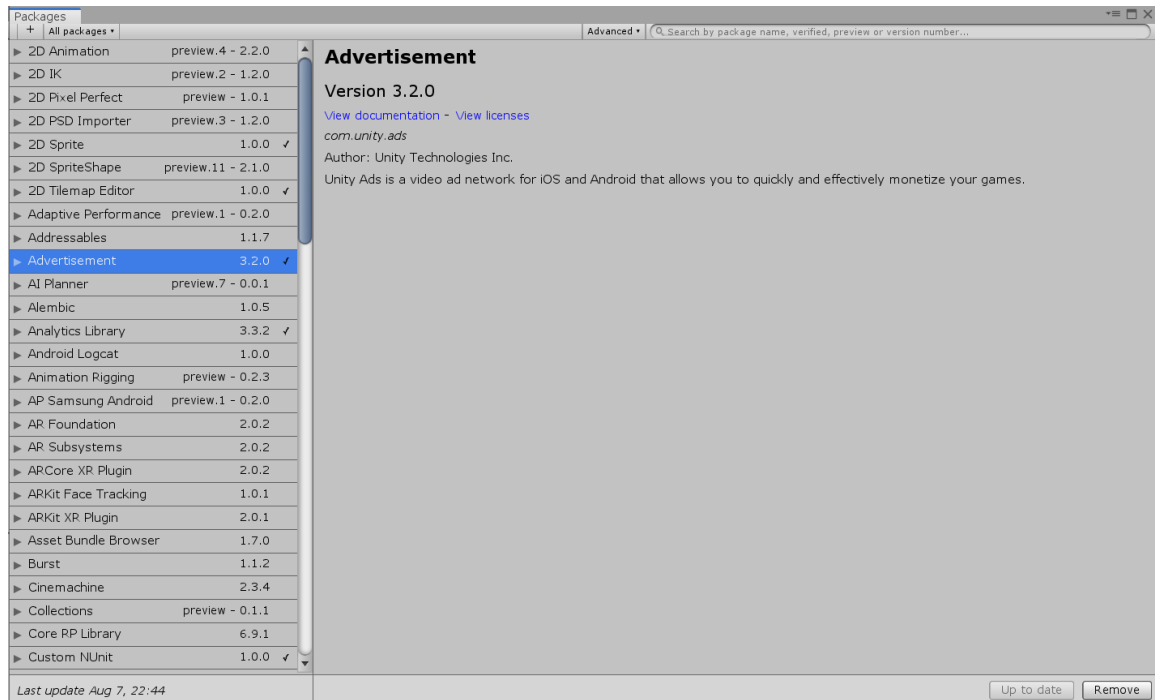 Packages
+ All packages
Advanced
Search by package name, verified, preview or version number...
2D Animation preview.4 - 2.2.0
2D IK preview.2 - 1.2.0
2D Pixel Perfect preview - 1.0.1
2D PSD Importer preview.3 - 1.2.0
2D Sprite 1.0.0 ✓
2D SpriteShape preview.11 - 2.1.0
2D Tilemap Editor 1.0.0 ✓
Adaptive Performance preview.1 - 0.2.0
Addressables 1.1.7
Advertisement 3.2.0 ✓
AI Planner preview.7 - 0.0.1
Alembic 1.0.5
Analytics Library 3.3.2 ✓
Android Logcat 1.0.0
Animation Rigging preview - 0.2.3
AP Samsung Android preview.1 - 0.2.0
AR Foundation 2.0.2
AR Subsystems 2.0.2
ARCore XR Plugin 2.0.2
ARKit Face Tracking 1.0.1
ARKit XR Plugin 2.0.1
Asset Bundle Browser 1.7.0
Burst 1.1.2
Cinemachine 2.3.4
Collections preview - 0.1.1
Core RP Library 6.9.1
Custom NUnit 1.0.0 ✓
Last update Aug 7, 22:44
Advertisement
Version 3.2.0
View documentation - View licenses
com.unity.ads
Author: Unity Technologies Inc.
Unity Ads is a video ad network for iOS and Android that allows you to quickly and effectively monetize your games.
Up to date
Remove